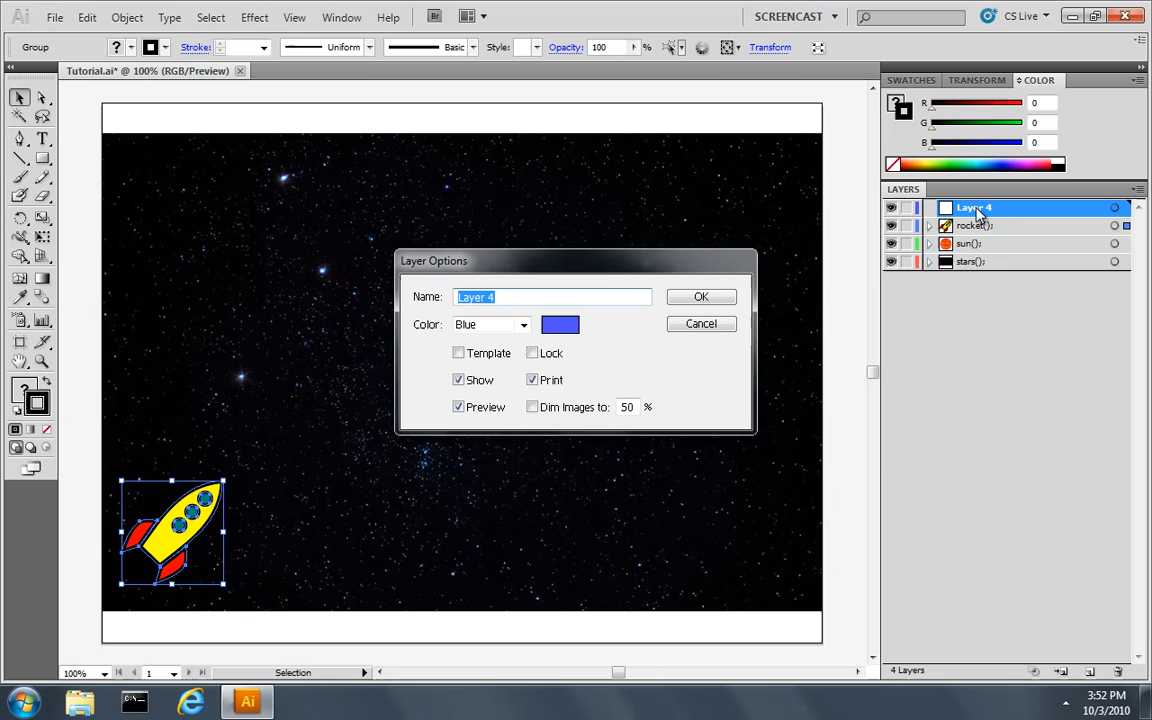 Ai File Edit Object Type Select Effect View Window Help Br SCREENCAST CS Live
Group ? Stroke: Uniform Basic Style: Opacity: 100 % Transform
Tutorial.ai* @ 100% (RGB/Preview)
SWATCHES TRANSFORM COLOR
? R 0
G 0
B 0
LAYERS
Layer 4
rocket();
sun();
stars();
Layer Options
Name: Layer 4 OK
Color: Blue Cancel
Template Lock
Show Print
Preview Dim Images to: 50 %
T
?
100% 1 Selection
4 Layers
Ai
3:52 PM
10/3/2010